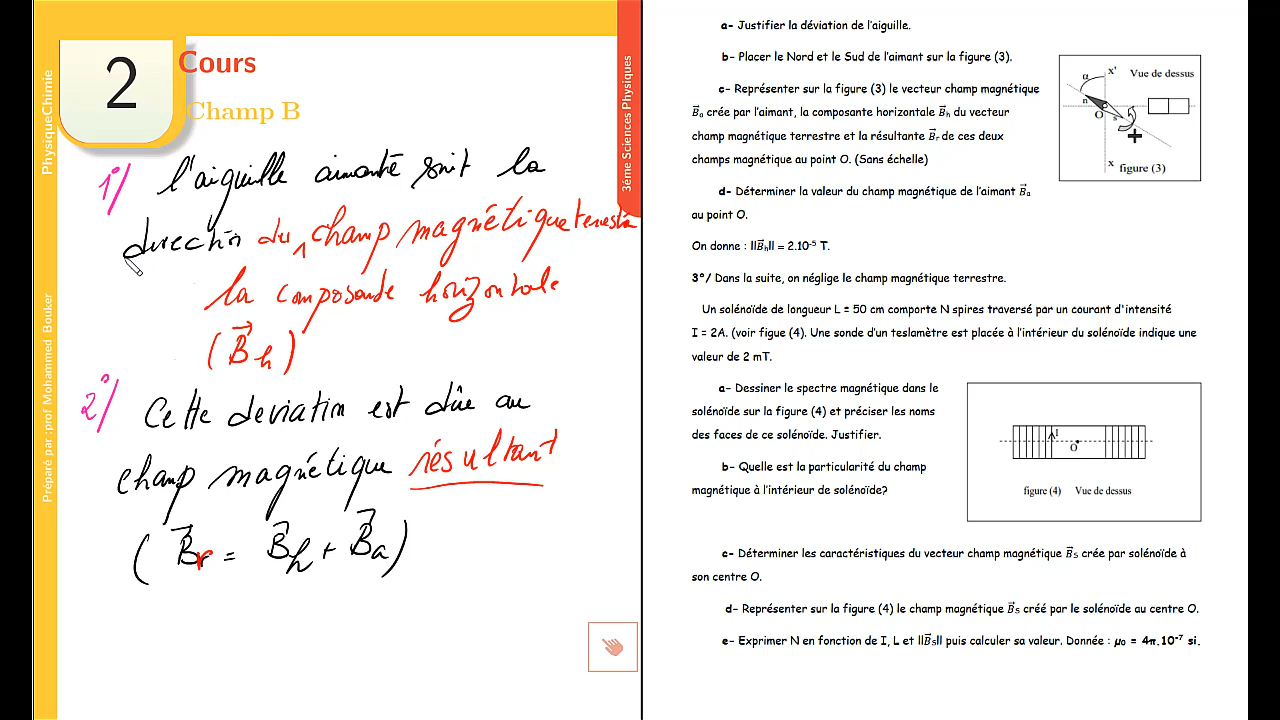 PhysiqueChimie
Préparé par :prof Mohammed Bouker
2
Cours
Champ B
3éme Sciences Physiques
1°/ l'aiguille aimanté suit la
direction du champ magnétique terrestre
1
la composante horizontale
(B⃗h)
2°/ Cette deviation est dûe au
champ magnétique résultant
(B⃗r = B⃗h + B⃗a)
a- Justifier la déviation de l'aiguille.
b- Placer le Nord et le Sud de l'aimant sur la figure (3).
c- Représenter sur la figure (3) le vecteur champ magnétique
B⃗a crée par l'aimant, la composante horizontale B⃗h du vecteur
champ magnétique terrestre et la résultante B⃗r de ces deux
champs magnétique au point O. (Sans échelle)
d- Déterminer la valeur du champ magnétique de l'aimant B⃗a
au point O.
On donne : ||B⃗h|| = 2.10⁻⁵ T.
α
x'
Vue de dessus
n
O
s
+
x
figure (3)
3°/ Dans la suite, on néglige le champ magnétique terrestre.
Un solénoïde de longueur L = 50 cm comporte N spires traversé par un courant d'intensité
I = 2A. (voir figue (4). Une sonde d'un teslamètre est placée à l'intérieur du solénoïde indique une
valeur de 2 mT.
a- Dessiner le spectre magnétique dans le
solénoïde sur la figure (4) et préciser les noms
des faces de ce solénoïde. Justifier.
b- Quelle est la particularité du champ
magnétique à l'intérieur de solénoïde?
I
O
figure (4) Vue de dessus
c- Déterminer les caractéristiques du vecteur champ magnétique B⃗s crée par solénoïde à
son centre O.
d- Représenter sur la figure (4) le champ magnétique B⃗s créé par le solénoïde au centre O.
e- Exprimer N en fonction de I, L et ||B⃗s|| puis calculer sa valeur. Donnée : μ₀ = 4π.10⁻⁷ si.